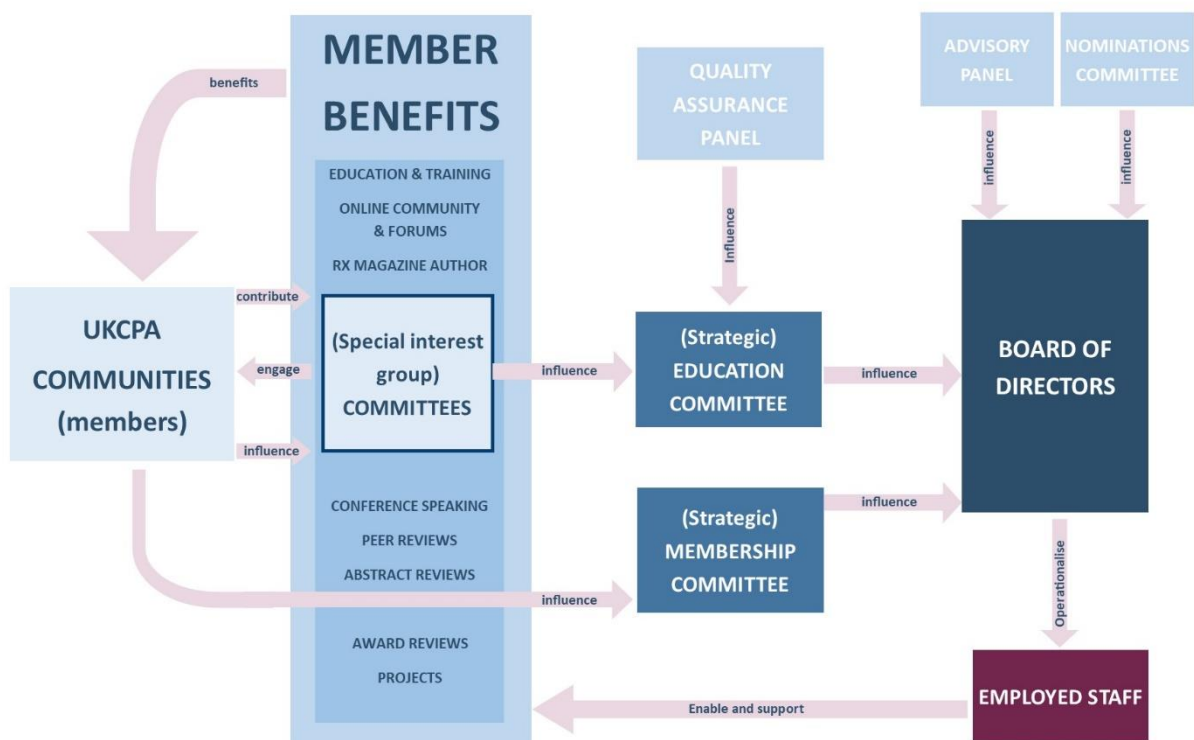 MEMBER
BENEFITS
benefits
EDUCATION & TRAINING
ONLINE COMMUNITY
& FORUMS
RX MAGAZINE AUTHOR
UKCPA
COMMUNITIES
(members)
contribute
engage
influence
(Special interest
group)
COMMITTEES
CONFERENCE SPEAKING
PEER REVIEWS
ABSTRACT REVIEWS
AWARD REVIEWS
PROJECTS
QUALITY
ASSURANCE
PANEL
Influence
influence
(Strategic)
EDUCATION
COMMITTEE
influence
influence
(Strategic)
MEMBERSHIP
COMMITTEE
influence
ADVISORY
PANEL
NOMINATIONS
COMMITTEE
influence
influence
BOARD OF
DIRECTORS
Operationalise
EMPLOYED STAFF
Enable and support